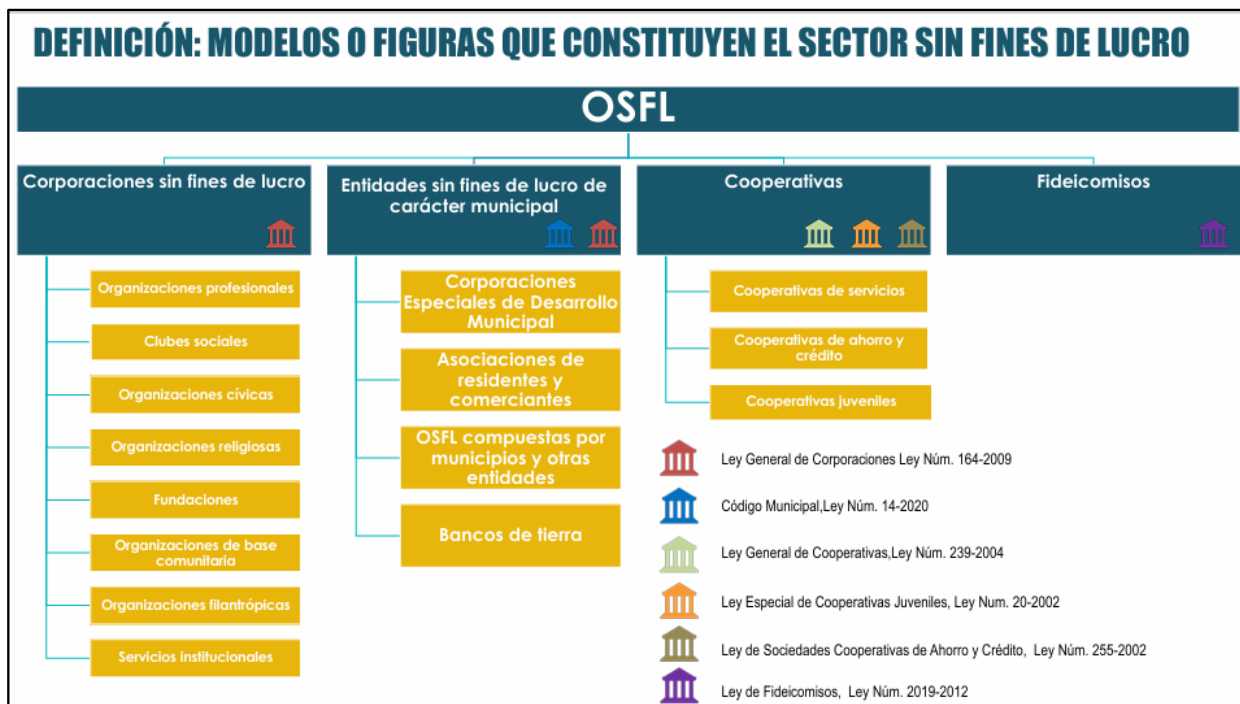 DEFINICIÓN: MODELOS O FIGURAS QUE CONSTITUYEN EL SECTOR SIN FINES DE LUCRO
OSFL
Corporaciones sin fines de lucro
Organizaciones profesionales
Clubes sociales
Organizaciones cívicas
Organizaciones religiosas
Fundaciones
Organizaciones de base
comunitaria
Organizaciones filantrópicas
Servicios institucionales
Entidades sin fines de lucro de
carácter municipal
Corporaciones
Especiales de Desarrollo
Municipal
Asociaciones de
residentes y
comerciantes
OSFL compuestas por
municipios y otras
entidades
Bancos de tierra
Cooperativas
Cooperativas de servicios
Cooperativas de ahorro y
crédito
Cooperativas juveniles
Fideicomisos
Ley General de Corporaciones Ley Núm. 164-2009
Código Municipal,Ley Núm. 14-2020
Ley General de Cooperativas,Ley Núm. 239-2004
Ley Especial de Cooperativas Juveniles, Ley Num. 20-2002
Ley de Sociedades Cooperativas de Ahorro y Crédito, Ley Núm. 255-2002
Ley de Fideicomisos, Ley Núm. 2019-2012